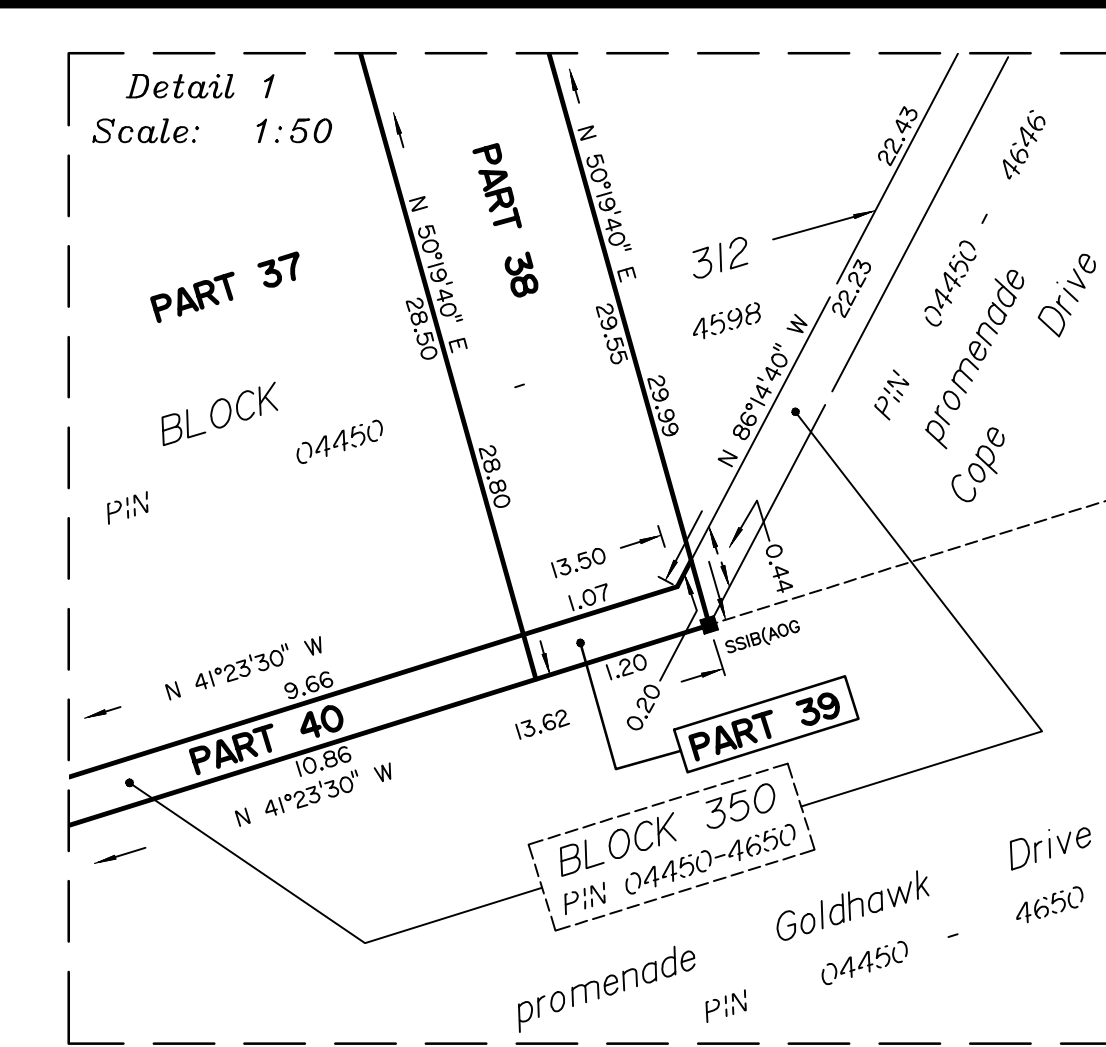 Detail 1
Scale: 1:50
PART 37
PART 38
N 50°19'40" E
28.50
28.80
N 50°19'40" E
29.55
29.99
-
312
4598
22.43
22.23
N 86°14'40" W
PIN 04450 - 4646
promenade
Cope Drive
BLOCK
04450
PIN
13.50
1.07
0.44
SSIB(AOG
1.20
0.20
13.62
N 41°23'30" W
9.66
PART 40
10.86
N 41°23'30" W
PART 39
BLOCK 350
PIN 04450-4650
promenade Goldhawk Drive
PIN 04450 - 4650